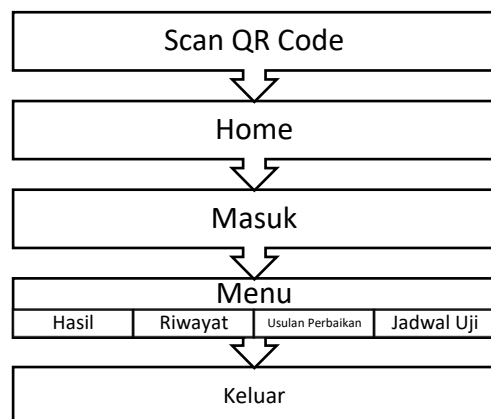 Scan QR Code
Home
Masuk
Menu
Hasil Riwayat Usulan Perbaikan Jadwal Uji
Keluar